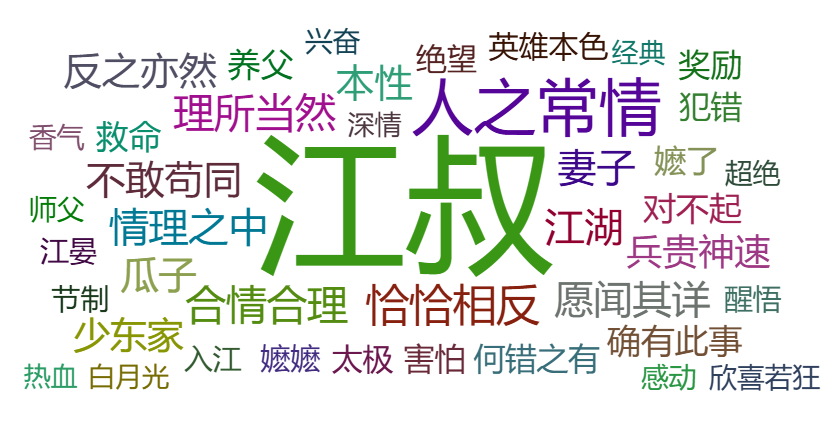 兴奋
英雄本色
经典
反之亦然
养父
绝望
奖励
本性
人之常情
理所当然
犯错
香气
救命
深情
江叔
妻子
嬷了
超绝
不敢苟同
师父
情理之中
江湖
对不起
江晏
兵贵神速
瓜子
节制
合情合理
恰恰相反
愿闻其详
醒悟
少东家
确有此事
入江
嬷嬷
太极
害怕
何错之有
热血
白月光
感动
欣喜若狂